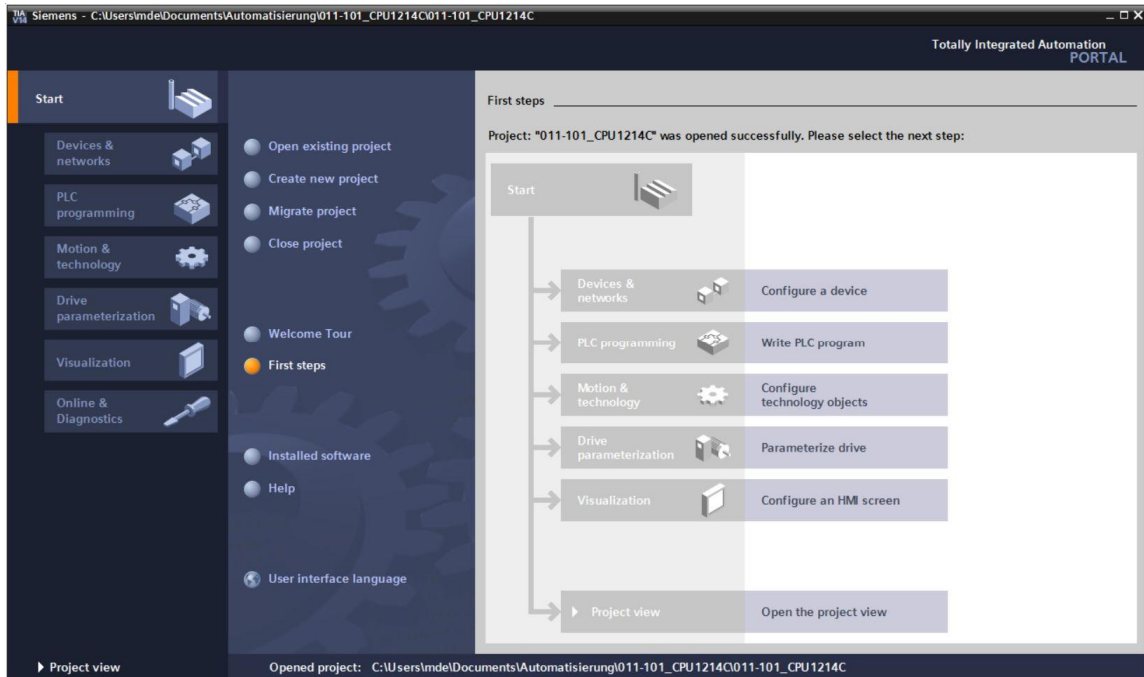 TIA
V14
Siemens - C:\Users\mde\Documents\Automatisierung\011-101_CPU1214C\011-101_CPU1214C
Totally Integrated Automation
PORTAL
Start
Devices &
networks
PLC
programming
Motion &
technology
Drive
parameterization
Visualization
Online &
Diagnostics
Open existing project
Create new project
Migrate project
Close project
Welcome Tour
First steps
Installed software
Help
User interface language
First steps
Project: "011-101_CPU1214C" was opened successfully. Please select the next step:
Start
Devices &
networks
Configure a device
PLC programming
Write PLC program
Motion &
technology
Configure
technology objects
Drive
parameterization
Parameterize drive
Visualization
Configure an HMI screen
Project view
Open the project view
Project view
Opened project: C:\Users\mde\Documents\Automatisierung\011-101_CPU1214C\011-101_CPU1214C